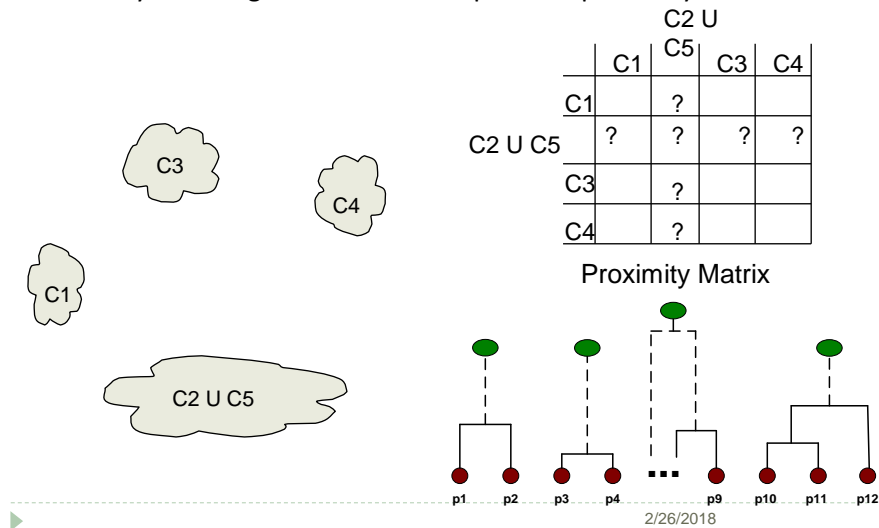 C2 U
C5
C1 C3 C4
C1 ?
C2 U C5 ? ? ? ?
C3 ?
C4 ?
Proximity Matrix
C3
C4
C1
C2 U C5
...
p1 p2 p3 p4 p9 p10 p11 p12
2/26/2018